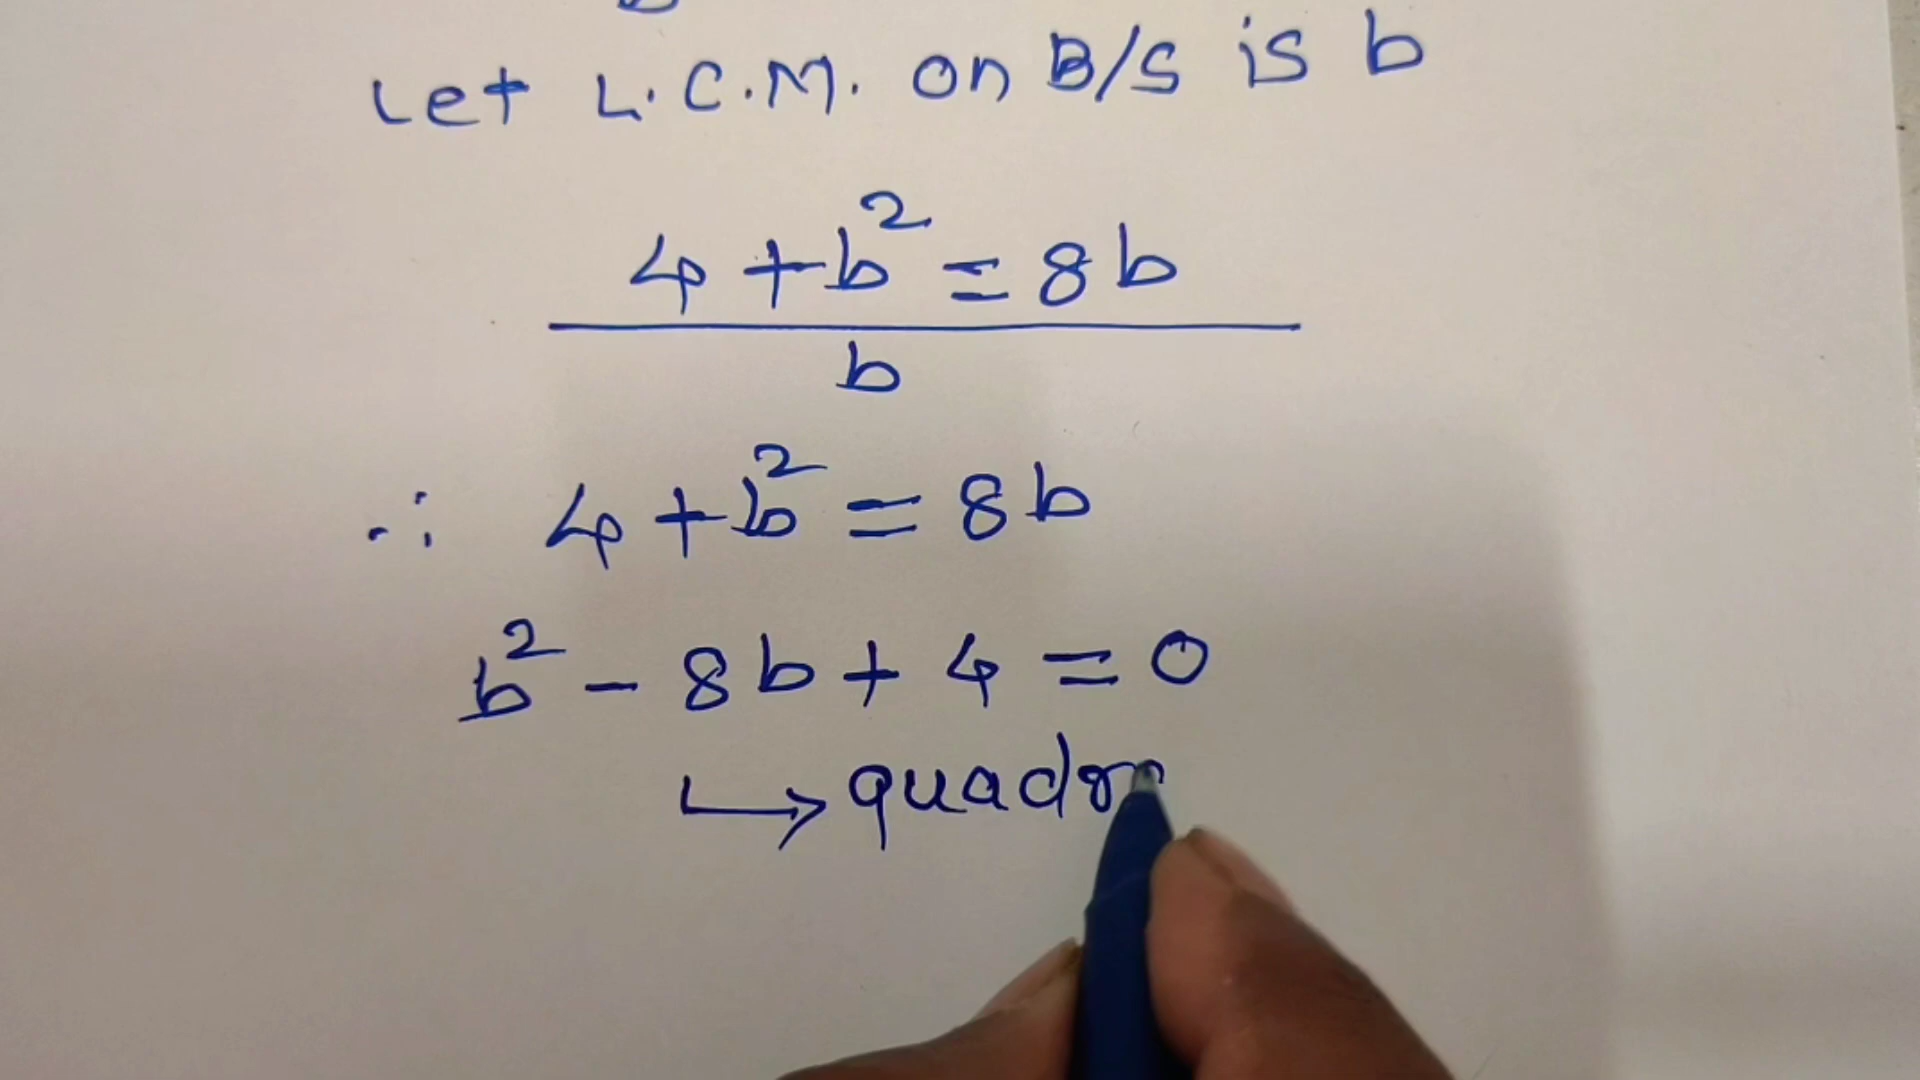 Let L.C.M. on B/S is b
4 + b² = 8b
b
∴ 4 + b² = 8b
b² - 8b + 4 = 0
↳ quadr